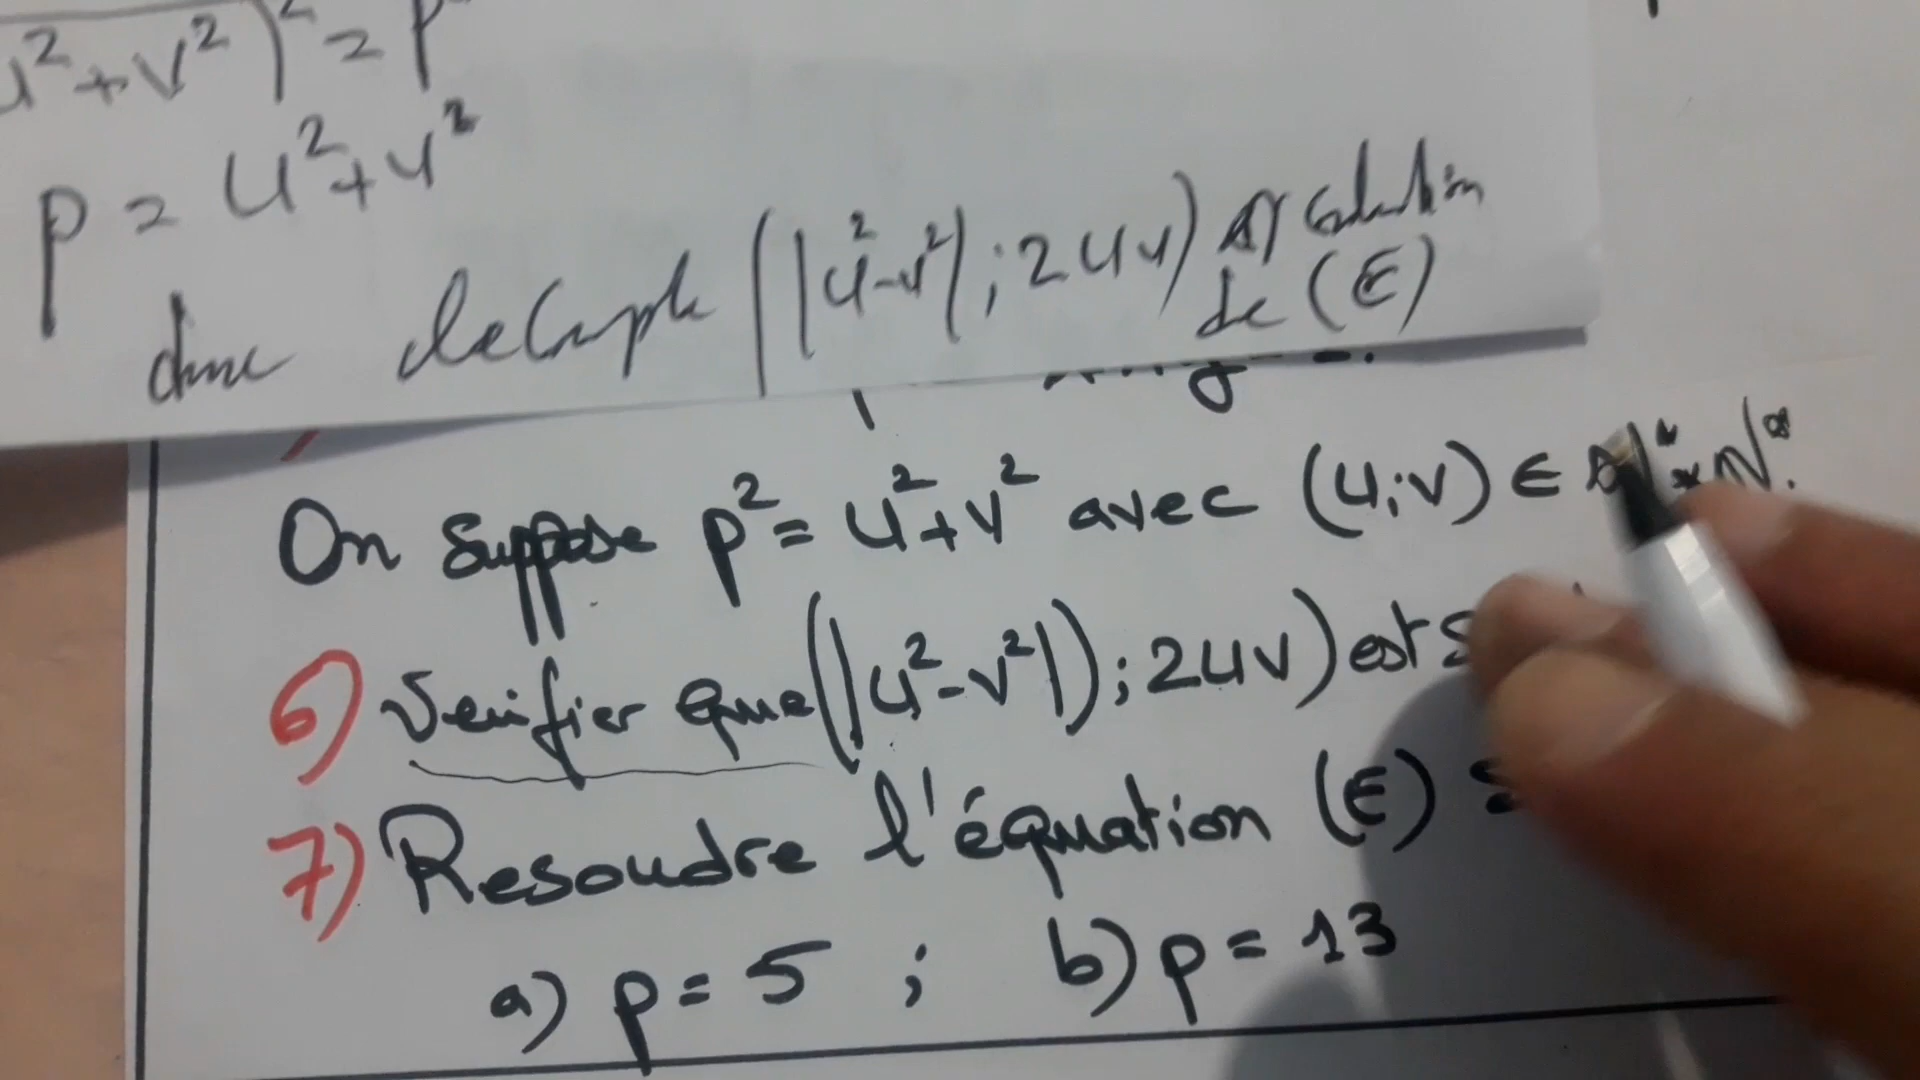 u²+v²)² = p
p = u²+v²
donc le couple (|u²-v²|; 2uv) est solution
de (E)
On suppose p² = u²+v² avec (u;v) ∈ N*×N*.
6) Verifier que (|u²-v²|); 2uv) est s
7) Resoudre l'équation (E) s
a) p = 5 ; b) p = 13